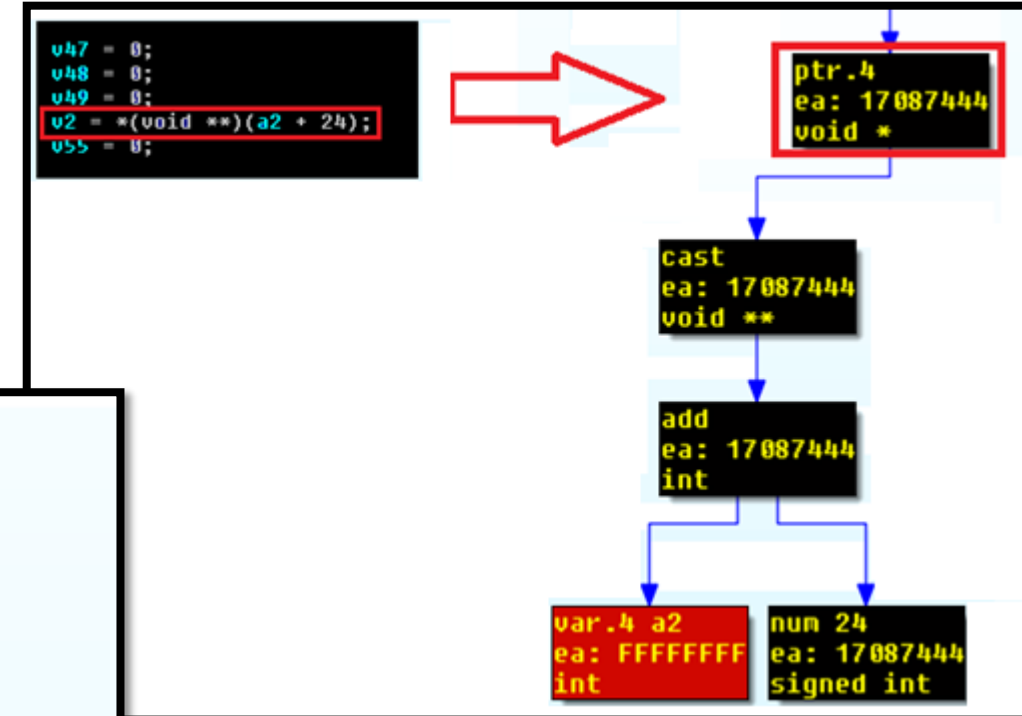 v47 = 0;
v48 = 0;
v49 = 0;
v2 = *(void **)(a2 + 24);
v55 = 0;
ptr.4
ea: 17087444
void *
cast
ea: 17087444
void **
add
ea: 17087444
int
var.4 a2
ea: FFFFFFFF
int
num 24
ea: 17087444
signed int